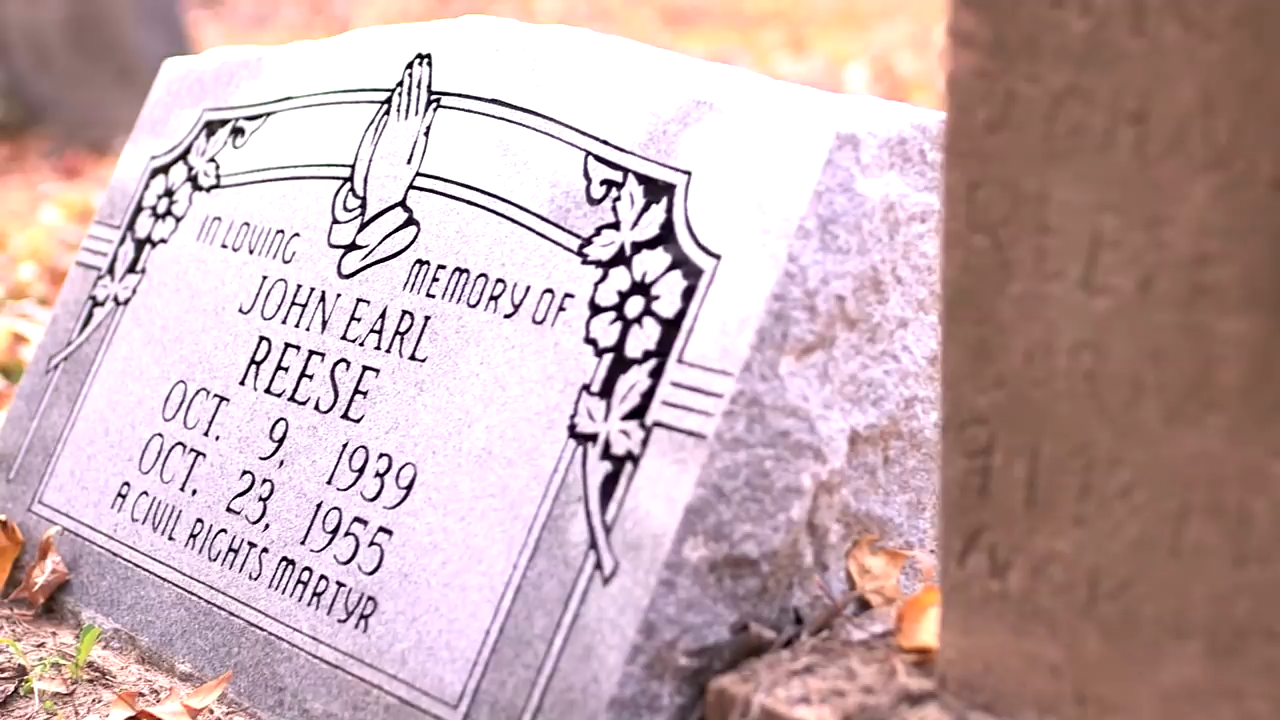 IN LOVING MEMORY OF
JOHN EARL
REESE
OCT. 9, 1939
OCT. 23, 1955
A CIVIL RIGHTS MARTYR